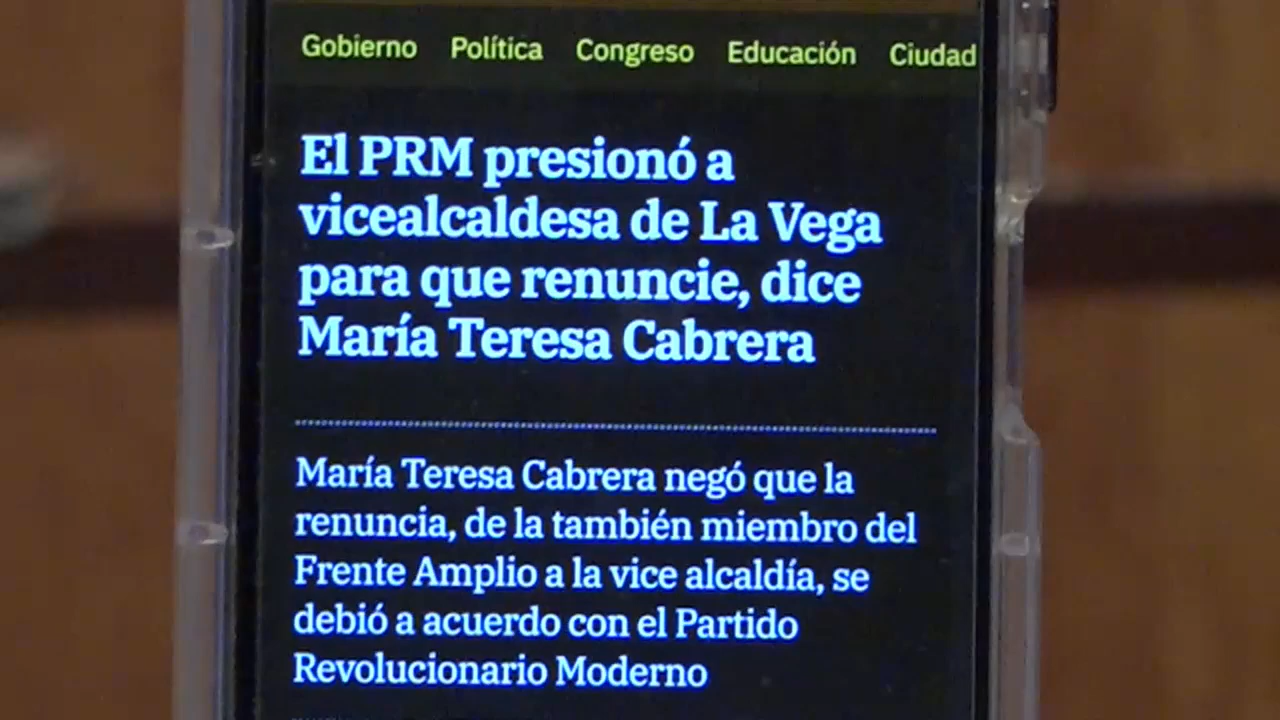 Gobierno Política Congreso Educación Ciudad
El PRM presionó a
vicealcaldesa de La Vega
para que renuncie, dice
María Teresa Cabrera
María Teresa Cabrera negó que la
renuncia, de la también miembro del
Frente Amplio a la vice alcaldía, se
debió a acuerdo con el Partido
Revolucionario Moderno